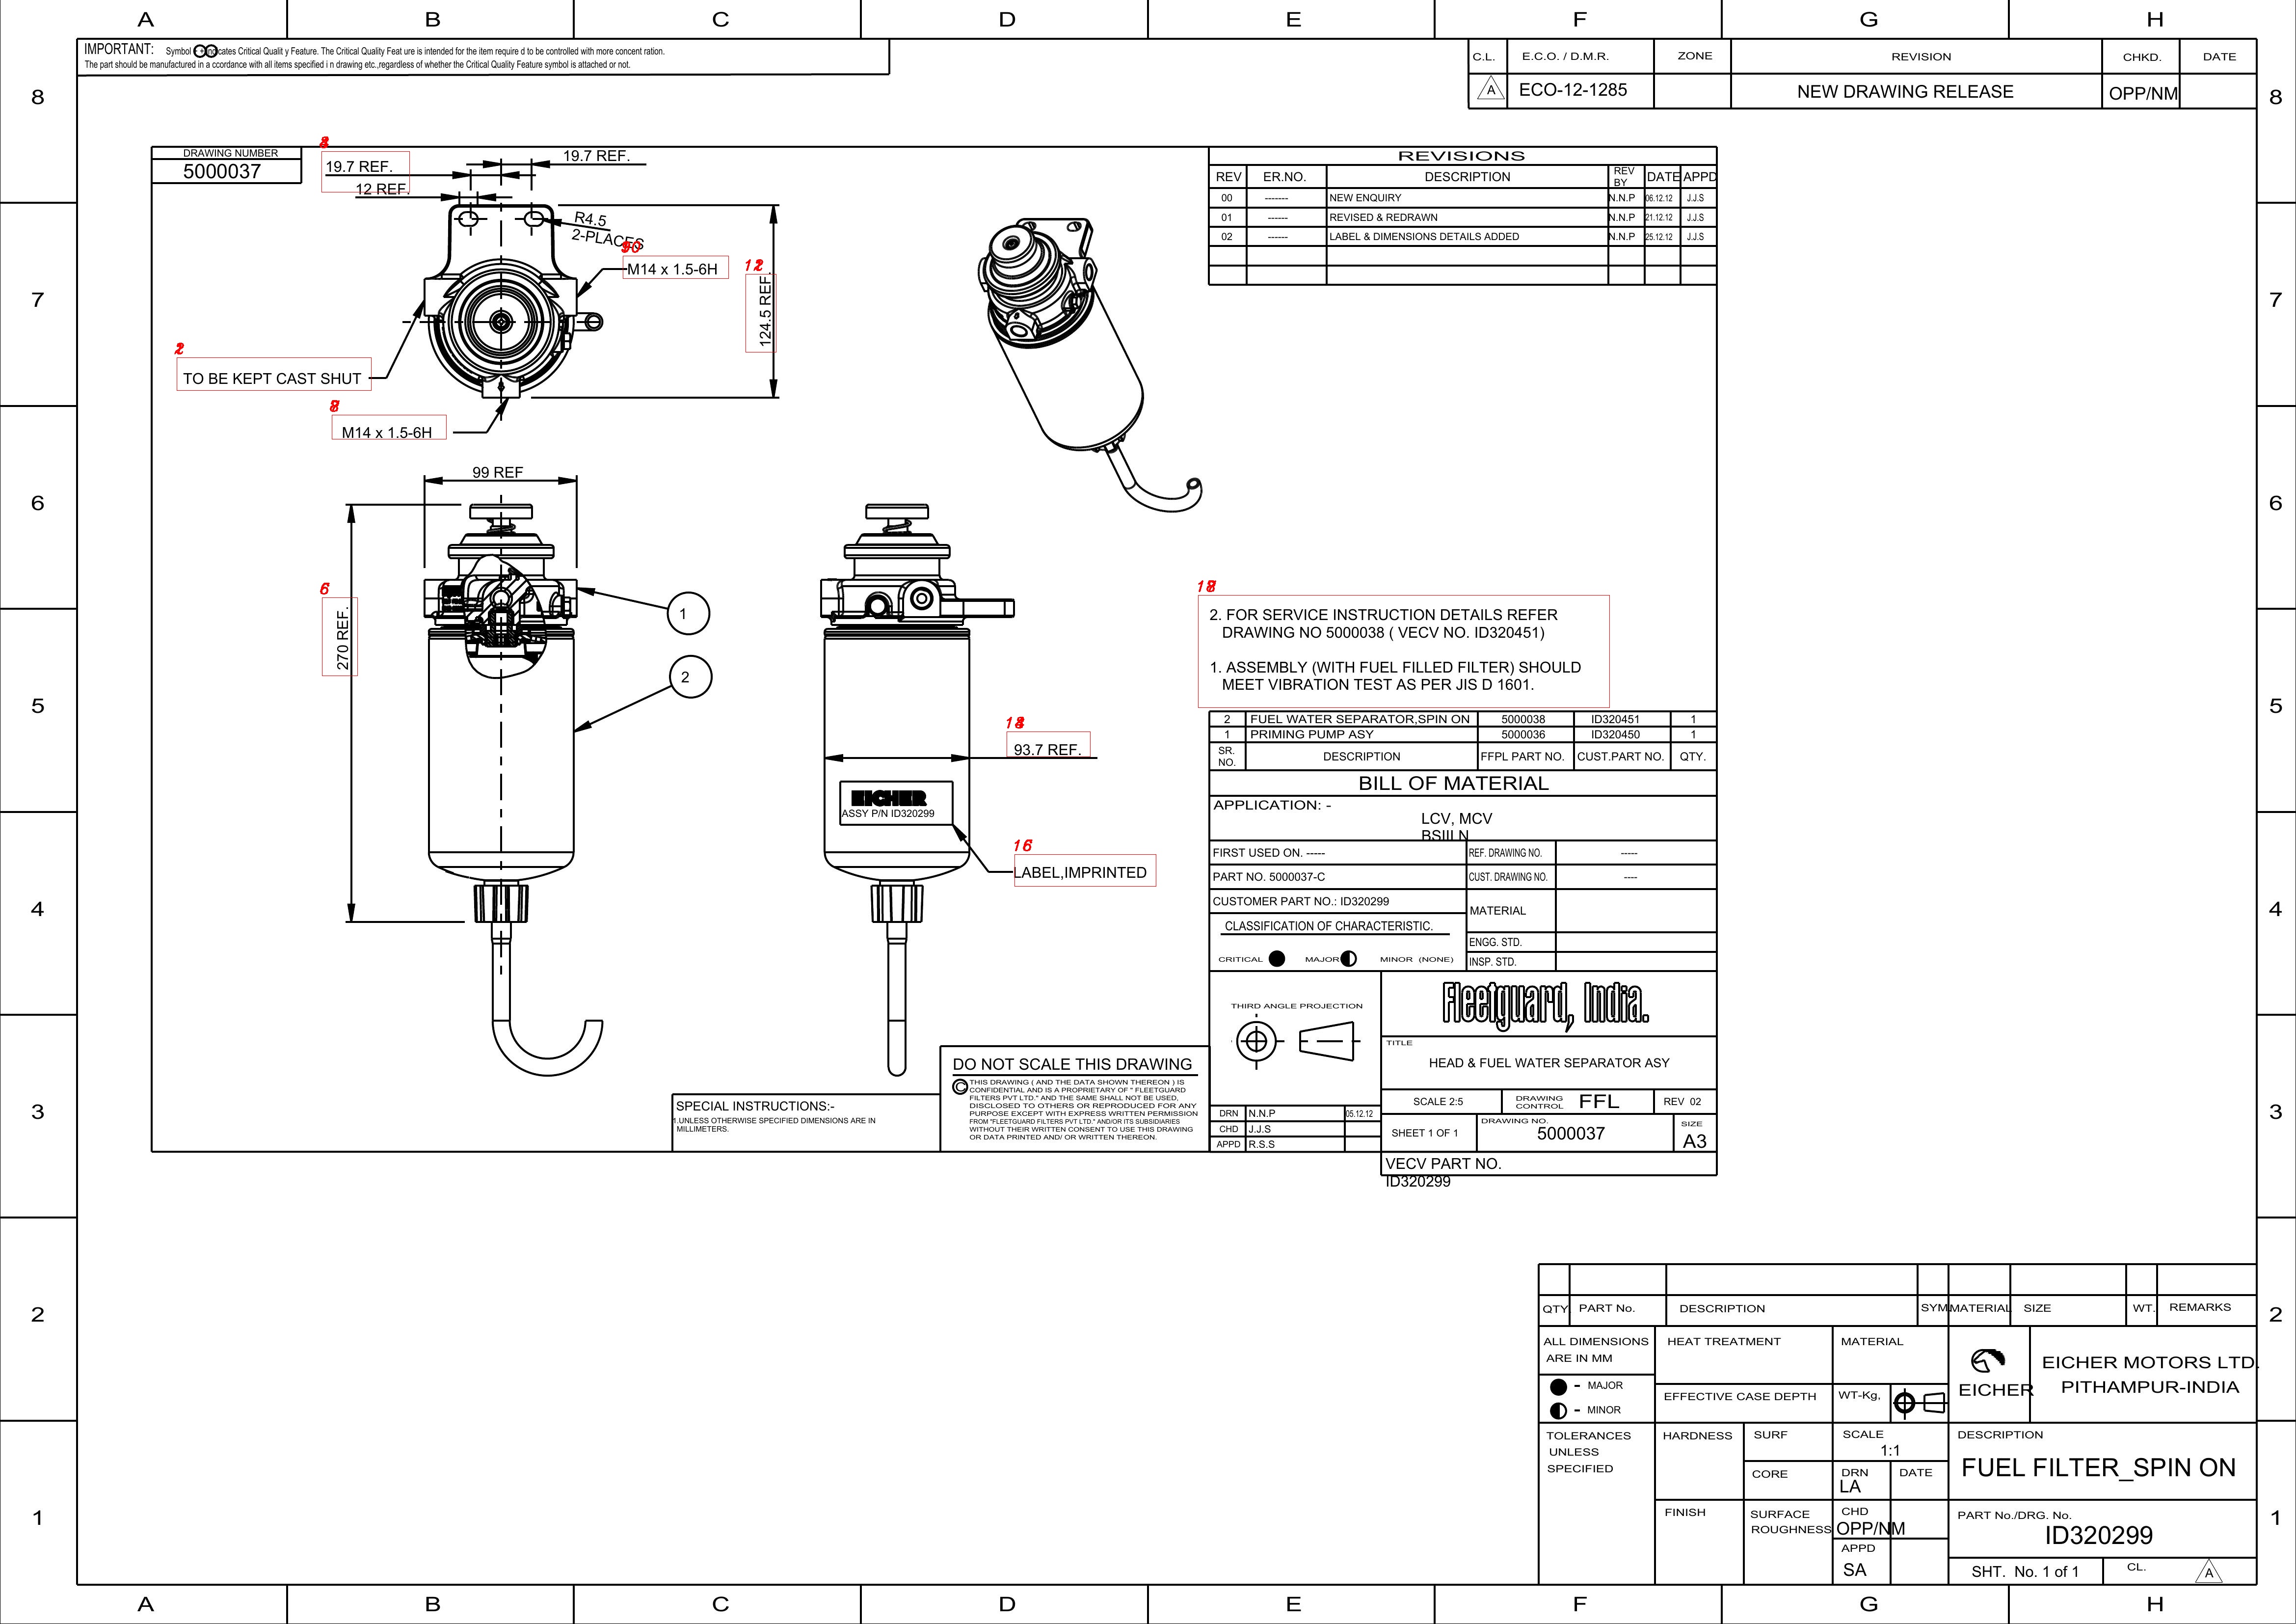 A B C D E F G H
IMPORTANT: Symbol
cates Critical Qualit y Feature. The Critical Quality Feat ure is intended for the item require d to be controlled with more concent ration.
The part should be manufactured in a ccordance with all items specified i n drawing etc.,regardless of whether the Critical Quality Feature symbol is attached or not.
C.L. E.C.O. / D.M.R. ZONE REVISION CHKD. DATE
A ECO-12-1285 NEW DRAWING RELEASE OPP/NM
8 8
DRAWING NUMBER
5000037
19.7 REF.
19.7 REF.
12 REF.
R4.5
2-PLACES
M14 x 1.5-6H
124.5 REF.
TO BE KEPT CAST SHUT
M14 x 1.5-6H
REVISIONS
REV ER.NO. DESCRIPTION REV BY DATE APPD
00 ------- NEW ENQUIRY N.N.P 06.12.12 J.J.S
01 ------ REVISED & REDRAWN N.N.P 21.12.12 J.J.S
02 ------ LABEL & DIMENSIONS DETAILS ADDED N.N.P 25.12.12 J.J.S
7 7
99 REF
6 6
270 REF.
1
2
93.7 REF.
EICHER
ASSY P/N ID320299
16
LABEL,IMPRINTED
2. FOR SERVICE INSTRUCTION DETAILS REFER
DRAWING NO 5000038 ( VECV NO. ID320451)
1. ASSEMBLY (WITH FUEL FILLED FILTER) SHOULD
MEET VIBRATION TEST AS PER JIS D 1601.
5 5
2 FUEL WATER SEPARATOR,SPIN ON 5000038 ID320451 1
1 PRIMING PUMP ASY 5000036 ID320450 1
SR. NO. DESCRIPTION FFPL PART NO. CUST.PART NO. QTY.
BILL OF MATERIAL
APPLICATION: -
LCV, MCV
BSIII,N
FIRST USED ON. ----- REF. DRAWING NO. -----
PART NO. 5000037-C CUST. DRAWING NO. ----
CUSTOMER PART NO.: ID320299 MATERIAL
4 4
CLASSIFICATION OF CHARACTERISTIC.
ENGG. STD.
CRITICAL MAJOR MINOR (NONE) INSP. STD.
THIRD ANGLE PROJECTION
Fleetguard, India.
TITLE
HEAD & FUEL WATER SEPARATOR ASY
SCALE 2:5 DRAWING CONTROL FFL REV 02
DRN N.N.P 05.12.12
CHD J.J.S
APPD R.S.S
SHEET 1 OF 1 DRAWING NO. 5000037 SIZE A3
VECV PART NO.
ID320299
3 3
SPECIAL INSTRUCTIONS:-
1.UNLESS OTHERWISE SPECIFIED DIMENSIONS ARE IN
MILLIMETERS.
DO NOT SCALE THIS DRAWING
© THIS DRAWING ( AND THE DATA SHOWN THEREON ) IS
CONFIDENTIAL AND IS A PROPRIETARY OF " FLEETGUARD
FILTERS PVT LTD." AND THE SAME SHALL NOT BE USED,
DISCLOSED TO OTHERS OR REPRODUCED FOR ANY
PURPOSE EXCEPT WITH EXPRESS WRITTEN PERMISSION
FROM "FLEETGUARD FILTERS PVT LTD." AND/OR ITS SUBSIDIARIES
WITHOUT THEIR WRITTEN CONSENT TO USE THIS DRAWING
OR DATA PRINTED AND/ OR WRITTEN THEREON.
2 2
QTY PART No. DESCRIPTION SYM. MATERIAL SIZE WT. REMARKS
ALL DIMENSIONS
ARE IN MM
- MAJOR
- MINOR
HEAT TREATMENT MATERIAL
EFFECTIVE CASE DEPTH WT-Kg,
EICHER
EICHER MOTORS LTD.
PITHAMPUR-INDIA
TOLERANCES
UNLESS
SPECIFIED
HARDNESS SURF
CORE
SCALE
1:1
DRN DATE
LA
DESCRIPTION
FUEL FILTER_SPIN ON
FINISH SURFACE
ROUGHNESS
CHD
OPP/NM
APPD
SA
PART No./DRG. No.
ID320299
SHT. No. 1 of 1 CL. A
1 1
A B C D E F G H